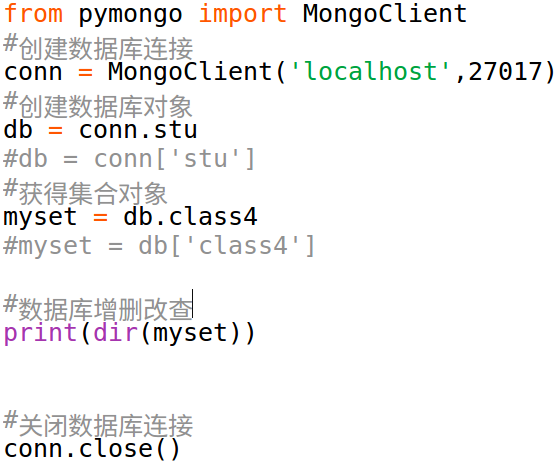 from pymongo import MongoClient
#创建数据库连接
conn = MongoClient('localhost',27017)
#创建数据库对象
db = conn.stu
#db = conn['stu']
#获得集合对象
myset = db.class4
#myset = db['class4']
#数据库增删改查
print(dir(myset))
#关闭数据库连接
conn.close()